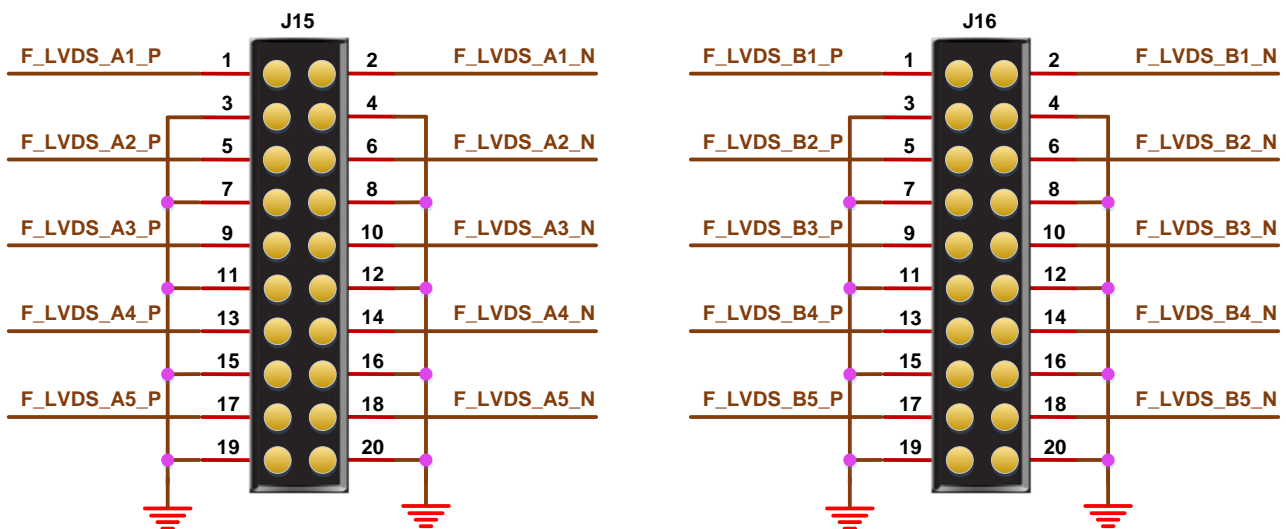 J15 J16
F_LVDS_A1_P 1 2 F_LVDS_A1_N F_LVDS_B1_P 1 2 F_LVDS_B1_N
3 4 3 4
F_LVDS_A2_P 5 6 F_LVDS_A2_N F_LVDS_B2_P 5 6 F_LVDS_B2_N
7 8 7 8
F_LVDS_A3_P 9 10 F_LVDS_A3_N F_LVDS_B3_P 9 10 F_LVDS_B3_N
11 12 11 12
F_LVDS_A4_P 13 14 F_LVDS_A4_N F_LVDS_B4_P 13 14 F_LVDS_B4_N
15 16 15 16
F_LVDS_A5_P 17 18 F_LVDS_A5_N F_LVDS_B5_P 17 18 F_LVDS_B5_N
19 20 19 20